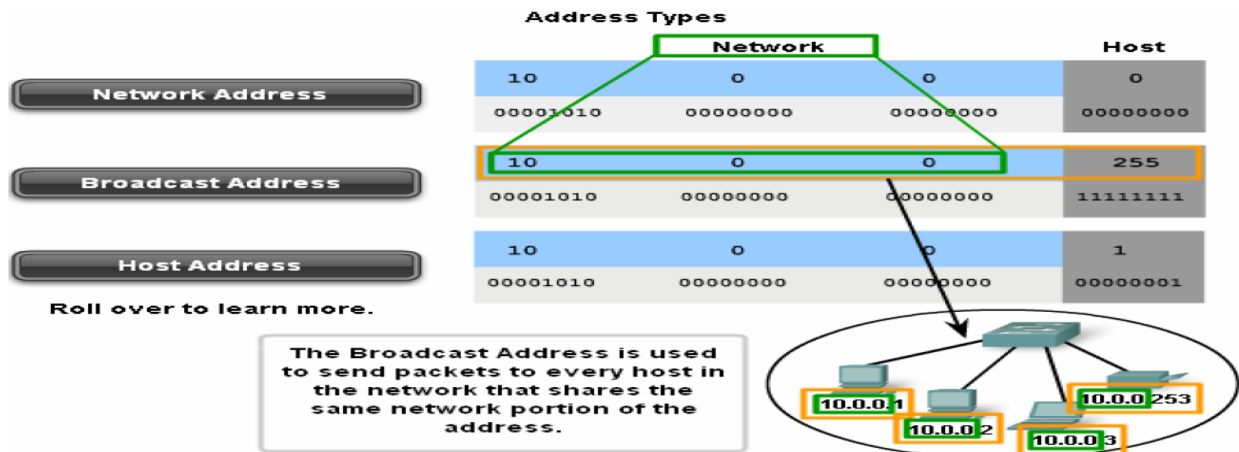 Address Types
Network Host
Network Address
10 0 0 0
00001010 00000000 00000000 00000000
Broadcast Address
10 0 0 255
00001010 00000000 00000000 11111111
Host Address
10 0 0 1
00001010 00000000 00000000 00000001
Roll over to learn more.
The Broadcast Address is used
to send packets to every host in
the network that shares the
same network portion of the
address.
10.0.0.1
10.0.0.253
10.0.0.2
10.0.0.3